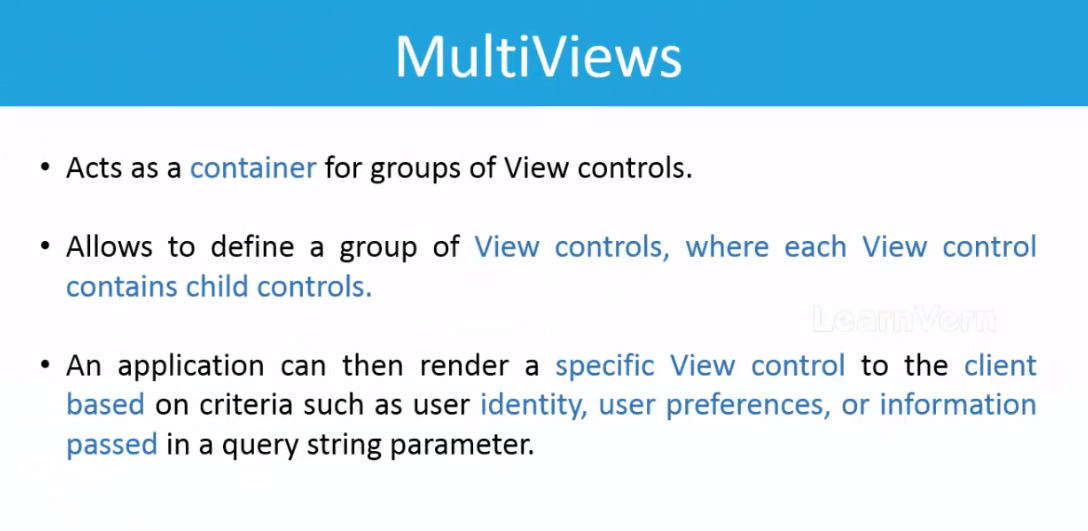 MultiViews
• Acts as a container for groups of View controls.
• Allows to define a group of View controls, where each View control
contains child controls.
LearnVern
• An application can then render a specific View control to the client
based on criteria such as user identity, user preferences, or information
passed in a query string parameter.